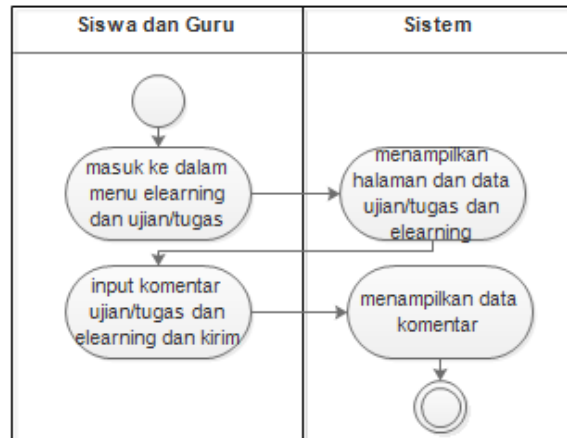 Siswa dan Guru
Sistem
masuk ke dalam
menu elearning
dan ujian/tugas
menampilkan
halaman dan data
ujian/tugas dan
elearning
input komentar
ujian/tugas dan
elearning dan kirim
menampilkan data
komentar